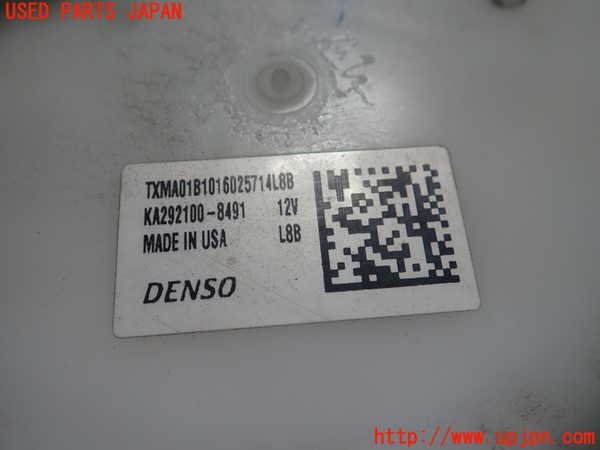 USED PARTS JAPAN
TXMA01B1016025714L8B
KA292100-8491 12V
MADE IN USA L8B
DENSO
http://www.upjpn.com/